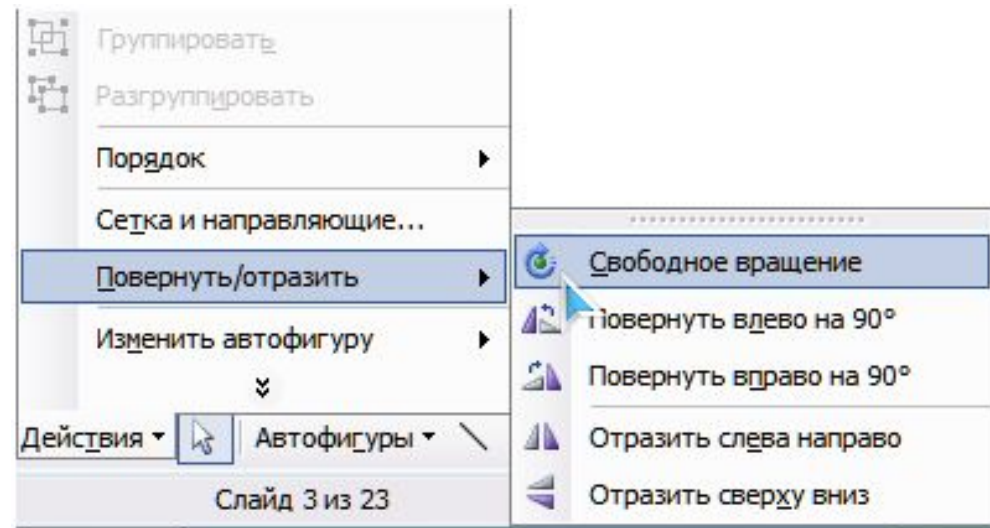 Группировать
Разгруппировать
Порядок
Сетка и направляющие...
Повернуть/отразить
Изменить автофигуру
Свободное вращение
Повернуть влево на 90°
Повернуть вправо на 90°
Отразить слева направо
Отразить сверху вниз
Действия
Автофигуры
Слайд 3 из 23